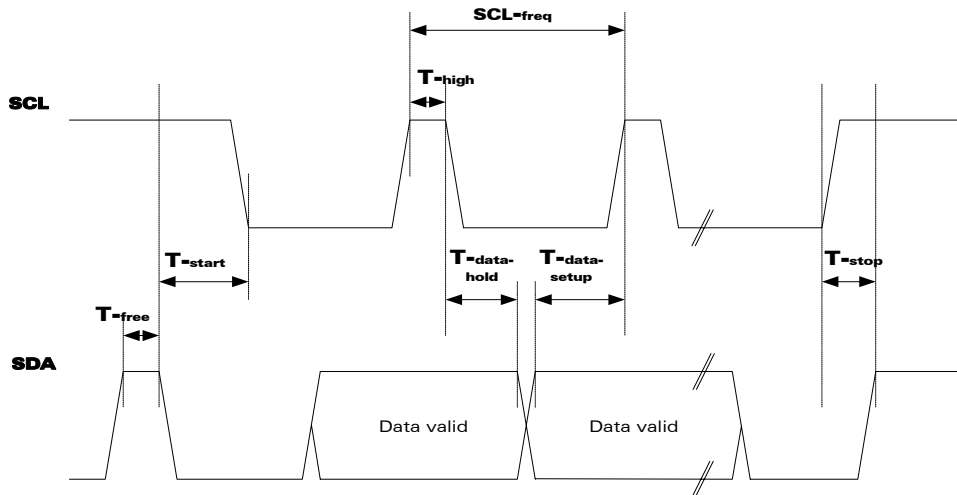 SCL-freq
T-high
SCL
T-start
T-data-
hold
T-data-
setup
T-stop
T-free
SDA
Data valid
Data valid